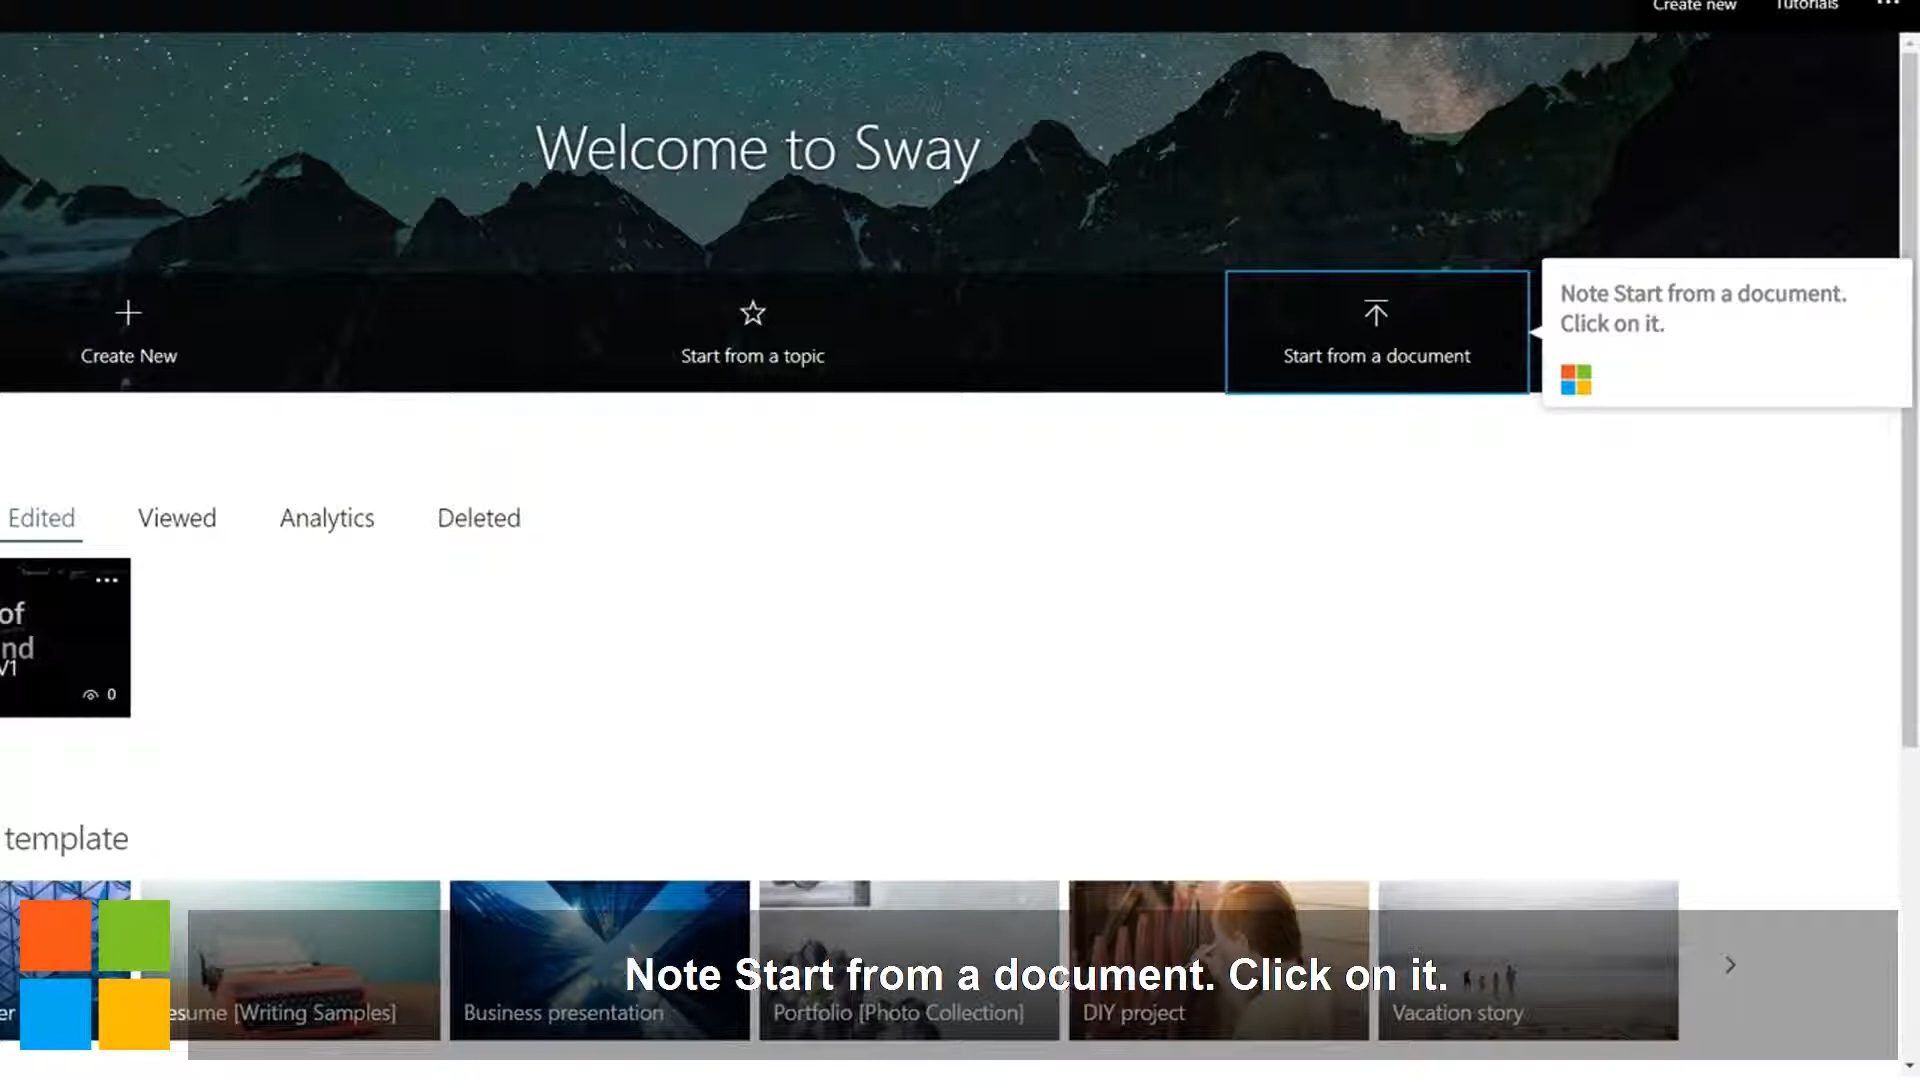 Create new Tutorials
Welcome to Sway
Create New
Start from a topic
Start from a document
Note Start from a document.
Click on it.
Edited Viewed Analytics Deleted
of
nd
V1
0
template
er
esume [Writing Samples]
Business presentation
Portfolio [Photo Collection]
DIY project
Vacation story
Note Start from a document. Click on it.